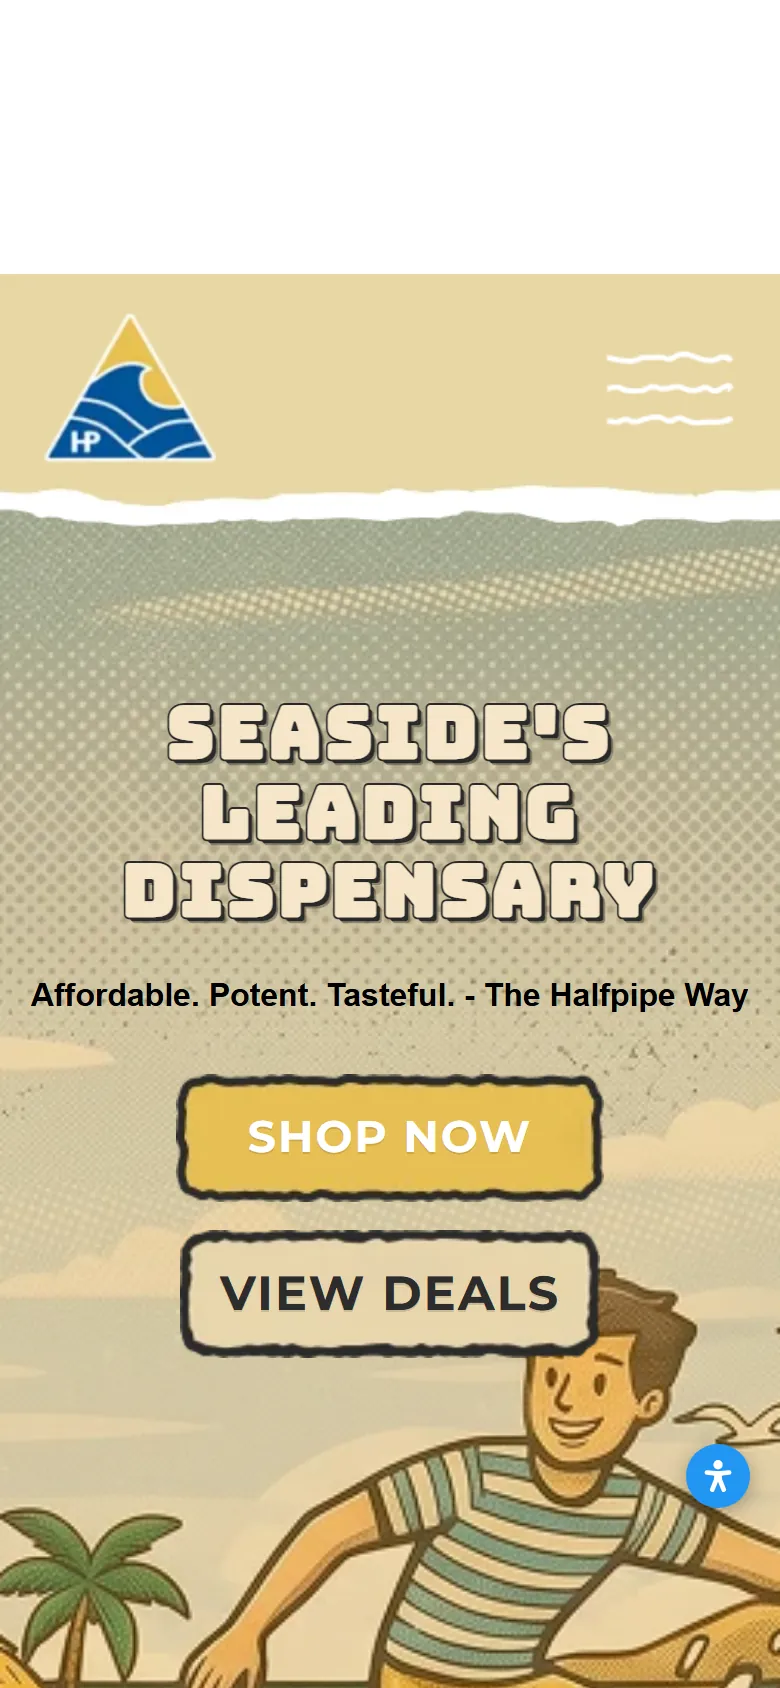 HP
SEASIDE'S
LEADING
DISPENSARY
Affordable. Potent. Tasteful. - The Halfpipe Way
SHOP NOW
VIEW DEALS